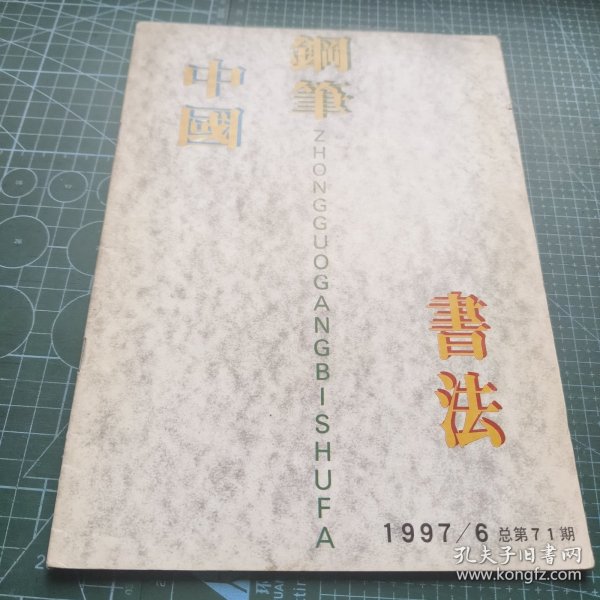 中國
鋼筆
ZHONGGUOGANGBISHUFA
書法
1997/6 总第71期
孔夫子旧书网
www.kongfz.com